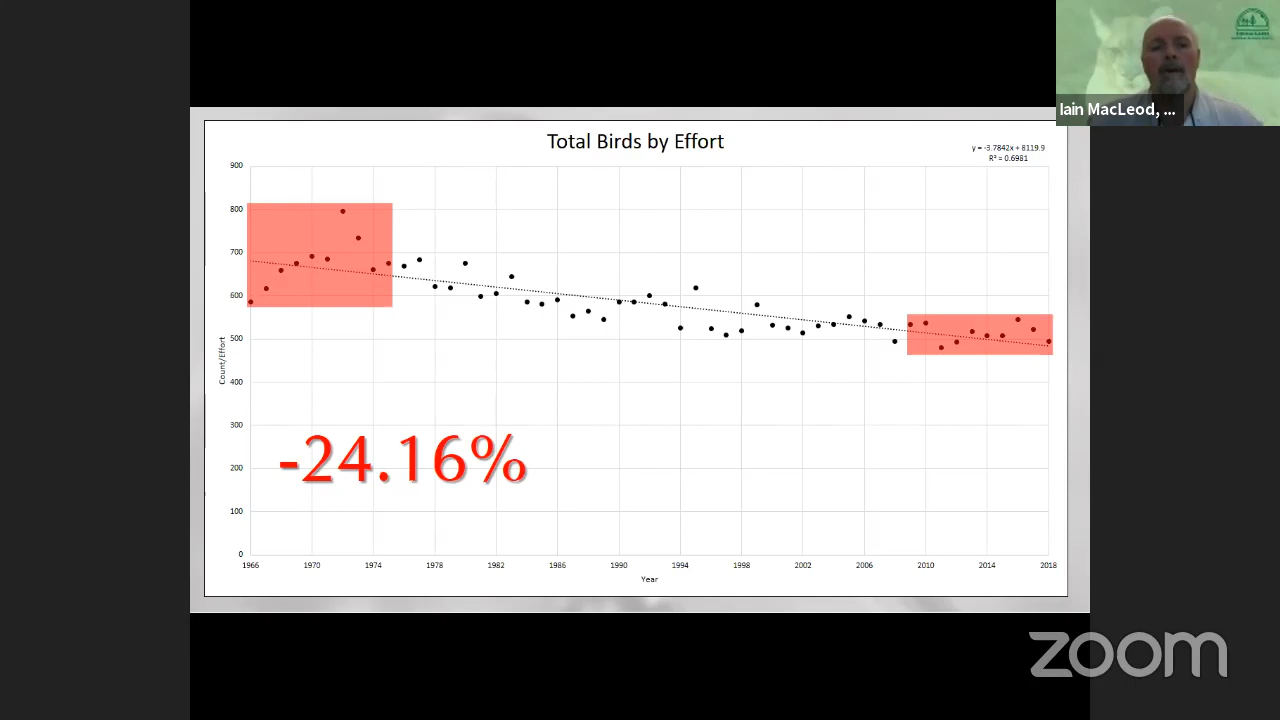 Total Birds by Effort
y = -3.7842x + 8119.9
R² = 0.6981
900
800
700
600
500
400
300
200
100
0
Count/Effort
-24.16%
1966 1970 1974 1978 1982 1986 1990 1994 1998 2002 2006 2010 2014 2018
Year
Iain MacLeod, ...
zoom